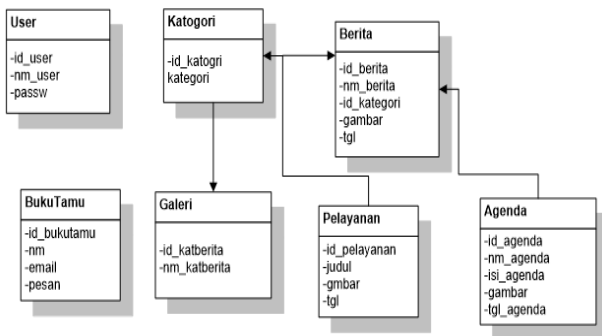 User
-id_user
-nm_user
-passw
Katogori
-id_katogri
kategori
Berita
-id_berita
-nm_berita
-id_kategori
-gambar
-tgl
BukuTamu
-id_bukutamu
-nm
-email
-pesan
Galeri
-id_katberita
-nm_katberita
Pelayanan
-id_pelayanan
-judul
-gmbar
-tgl
Agenda
-id_agenda
-nm_agenda
-isi_agenda
-gambar
-tgl_agenda